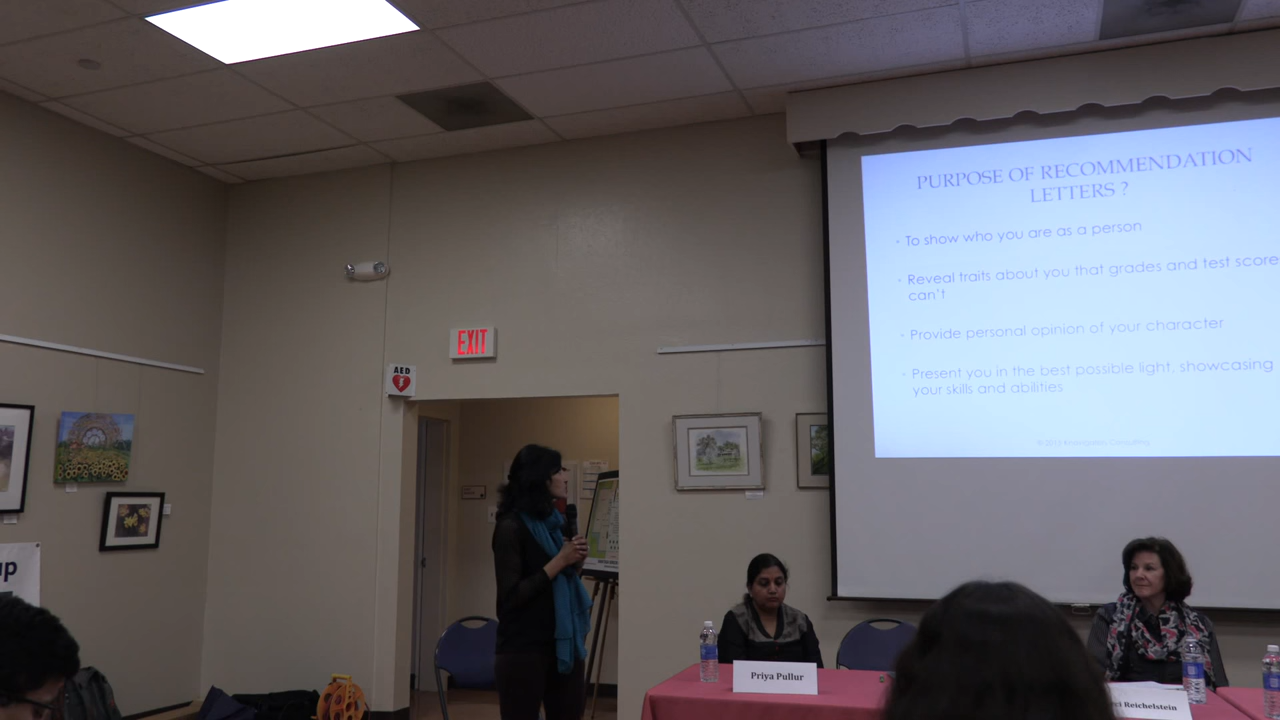 PURPOSE OF RECOMMENDATION
LETTERS ?
• To show who you are as a person
• Reveal traits about you that grades and test score
can't
• Provide personal opinion of your character
• Present you in the best possible light, showcasing
your skills and abilities
EXIT
AED
up
Priya Pullur
Reichelstein